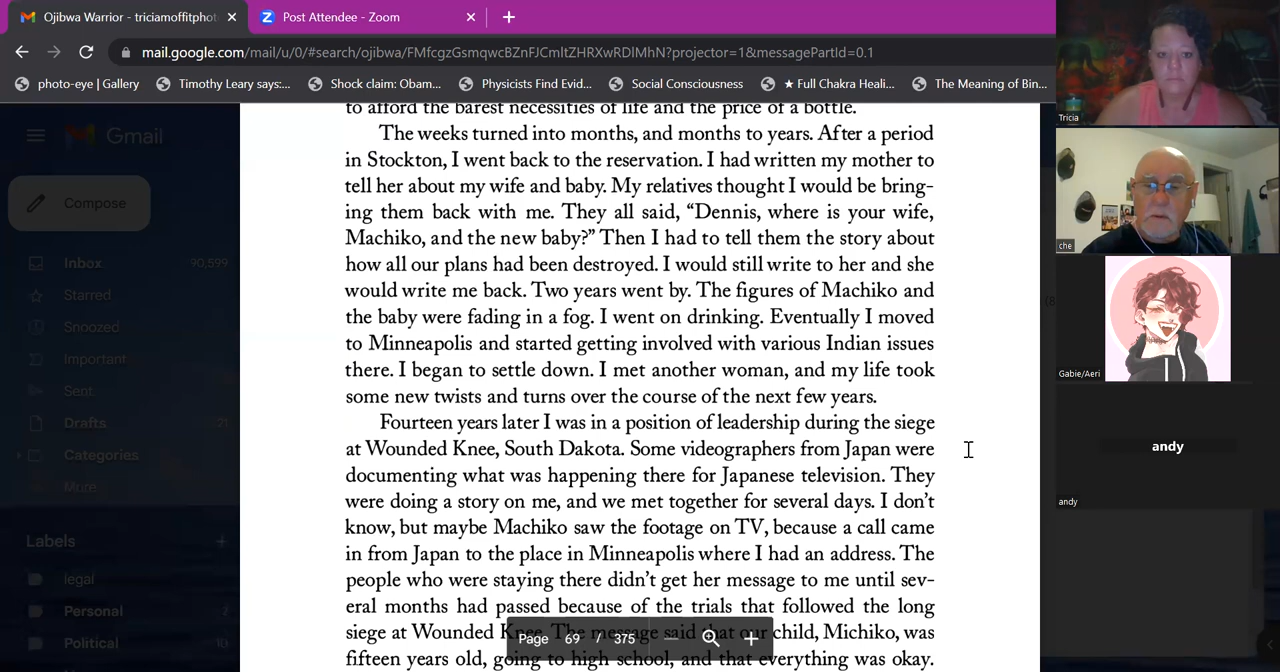 Ojibwa Warrior - triciamoffitphot
Post Attendee - Zoom
mail.google.com/mail/u/0/#search/ojibwa/FMfcgzGsmqwcBZnFJCmltZHRXwRDlMhN?projector=1&messagePartId=0.1
photo-eye | Gallery
Timothy Leary says:...
Shock claim: Obam...
Physicists Find Evid...
Social Consciousness
★ Full Chakra Heali...
The Meaning of Bin...
Gmail
Compose
Inbox 90,599
Starred
Snoozed
Important
Sent
Drafts 21
Categories
More
Labels
legal
Personal
Political
to afford the barest necessities of life and the price of a bottle.
The weeks turned into months, and months to years. After a period
in Stockton, I went back to the reservation. I had written my mother to
tell her about my wife and baby. My relatives thought I would be bring-
ing them back with me. They all said, “Dennis, where is your wife,
Machiko, and the new baby?” Then I had to tell them the story about
how all our plans had been destroyed. I would still write to her and she
would write me back. Two years went by. The figures of Machiko and
the baby were fading in a fog. I went on drinking. Eventually I moved
to Minneapolis and started getting involved with various Indian issues
there. I began to settle down. I met another woman, and my life took
some new twists and turns over the course of the next few years.
Fourteen years later I was in a position of leadership during the siege
at Wounded Knee, South Dakota. Some videographers from Japan were
documenting what was happening there for Japanese television. They
were doing a story on me, and we met together for several days. I don’t
know, but maybe Machiko saw the footage on TV, because a call came
in from Japan to the place in Minneapolis where I had an address. The
people who were staying there didn’t get her message to me until sev-
eral months had passed because of the trials that followed the long
siege at Wounded Knee. The message said that our child, Michiko, was
fifteen years old, going to high school, and that everything was okay.
Page 69 / 375
Tricia
che
Gabie/Aeri
andy
andy